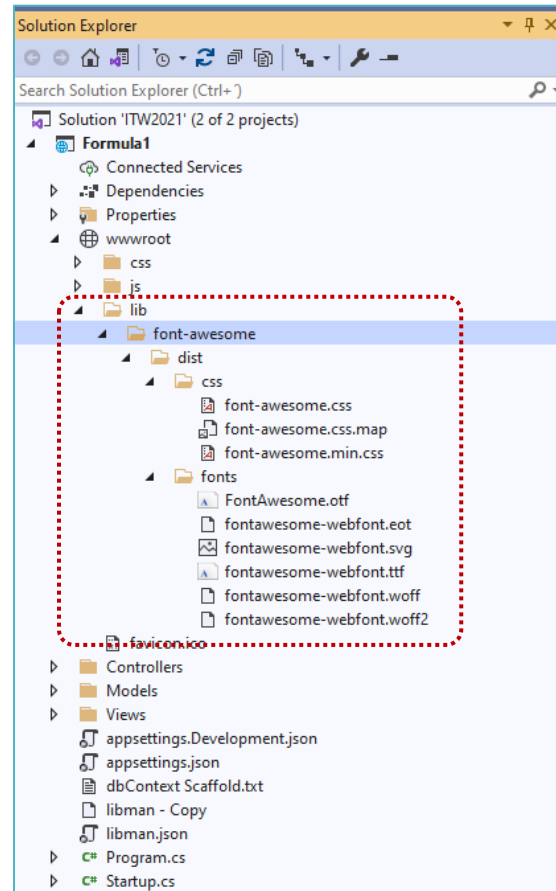 Solution Explorer
Search Solution Explorer (Ctrl+´)
Solution 'ITW2021' (2 of 2 projects)
Formula1
Connected Services
Dependencies
Properties
wwwroot
css
js
lib
font-awesome
dist
css
font-awesome.css
font-awesome.css.map
font-awesome.min.css
fonts
FontAwesome.otf
fontawesome-webfont.eot
fontawesome-webfont.svg
fontawesome-webfont.ttf
fontawesome-webfont.woff
fontawesome-webfont.woff2
favicon.ico
Controllers
Models
Views
appsettings.Development.json
appsettings.json
dbContext Scaffold.txt
libman - Copy
libman.json
C# Program.cs
C# Startup.cs